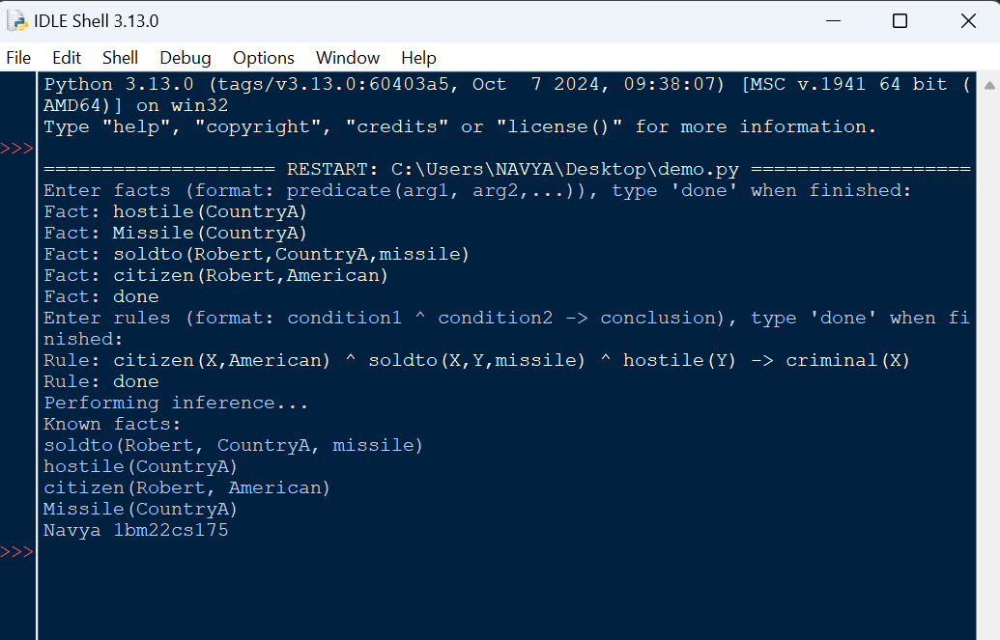 IDLE Shell 3.13.0
File Edit Shell Debug Options Window Help
Python 3.13.0 (tags/v3.13.0:60403a5, Oct  7 2024, 09:38:07) [MSC v.1941 64 bit (
AMD64)] on win32
Type "help", "copyright", "credits" or "license()" for more information.
>>>
==================== RESTART: C:\Users\NAVYA\Desktop\demo.py ===================
Enter facts (format: predicate(arg1, arg2,...)), type 'done' when finished:
Fact: hostile(CountryA)
Fact: Missile(CountryA)
Fact: soldto(Robert,CountryA,missile)
Fact: citizen(Robert,American)
Fact: done
Enter rules (format: condition1 ^ condition2 -> conclusion), type 'done' when fi
nished:
Rule: citizen(X,American) ^ soldto(X,Y,missile) ^ hostile(Y) -> criminal(X)
Rule: done
Performing inference...
Known facts:
soldto(Robert, CountryA, missile)
hostile(CountryA)
citizen(Robert, American)
Missile(CountryA)
Navya 1bm22cs175
>>>